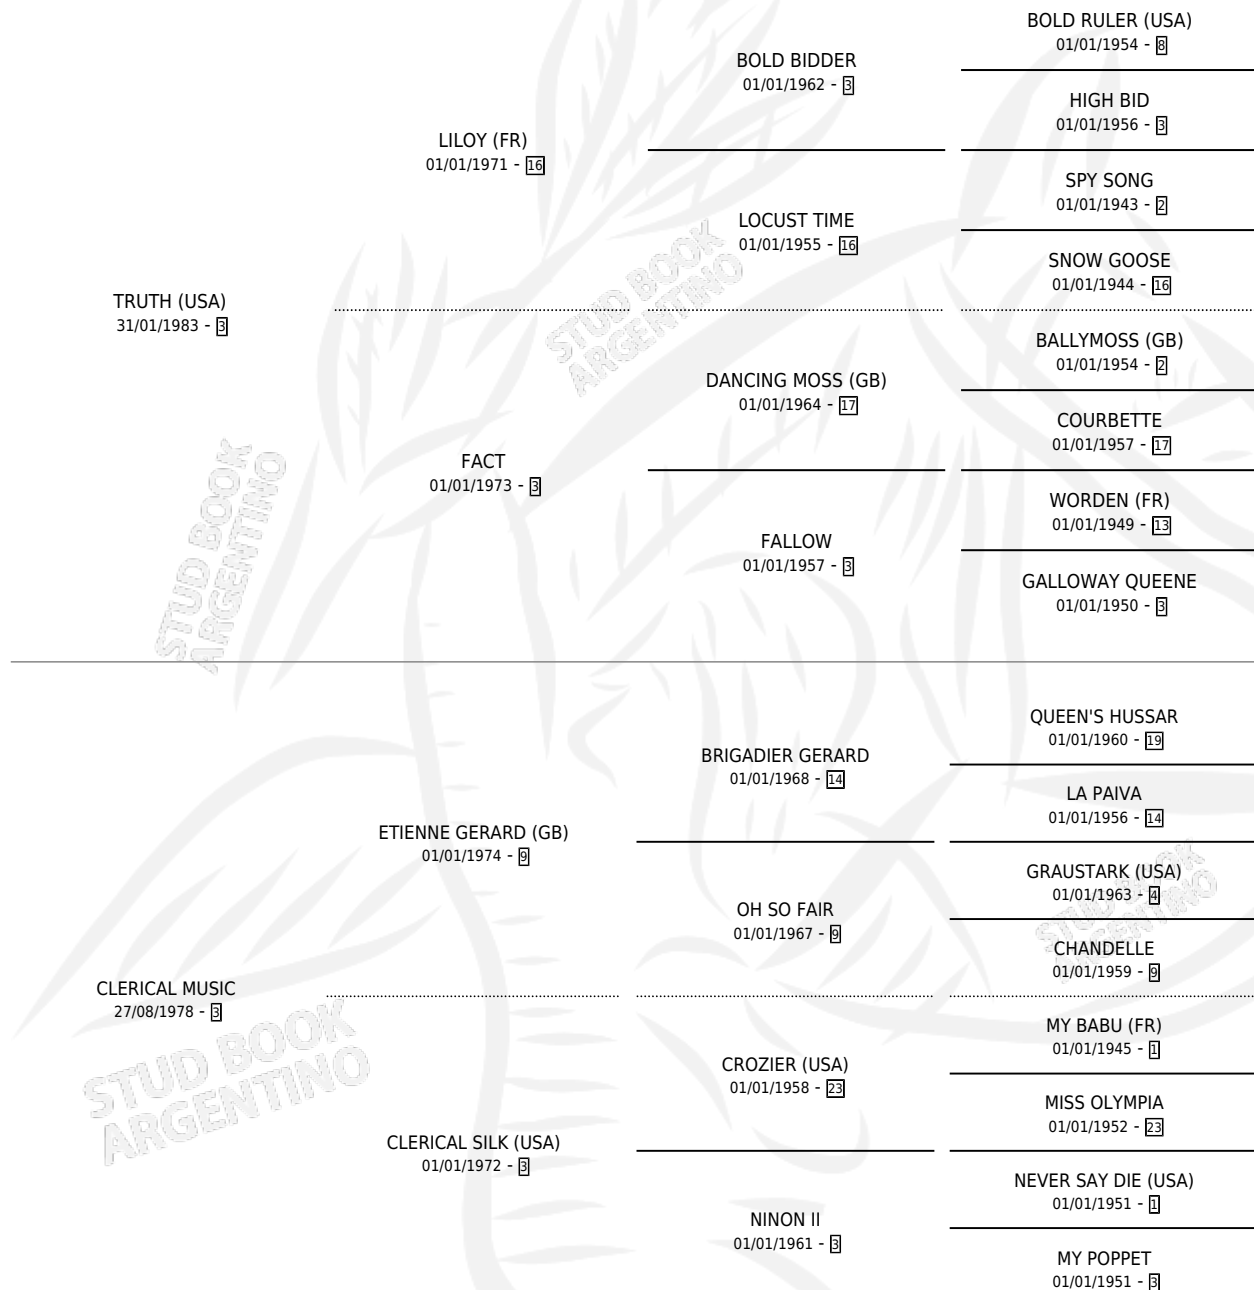 BOLD RULER (USA)
01/01/1954 - 8
BOLD BIDDER
01/01/1962 - 3
HIGH BID
01/01/1956 - 3
LILOY (FR)
01/01/1971 - 16
SPY SONG
01/01/1943 - 2
LOCUST TIME
01/01/1955 - 16
SNOW GOOSE
01/01/1944 - 16
STUD BOOK
ARGENTINO
TRUTH (USA)
31/01/1983 - 3
BALLYMOSS (GB)
01/01/1954 - 2
DANCING MOSS (GB)
01/01/1964 - 17
COURBETTE
01/01/1957 - 17
FACT
01/01/1973 - 3
WORDEN (FR)
01/01/1949 - 13
FALLOW
01/01/1957 - 3
GALLOWAY QUEENE
01/01/1950 - 3
STUD BOOK
ARGENTINO
QUEEN'S HUSSAR
01/01/1960 - 19
BRIGADIER GERARD
01/01/1968 - 14
LA PAIVA
01/01/1956 - 14
ETIENNE GERARD (GB)
01/01/1974 - 9
GRAUSTARK (USA)
01/01/1963 - 4
OH SO FAIR
01/01/1967 - 9
CHANDELLE
01/01/1959 - 9
STUD BOOK
ARGENTINO
CLERICAL MUSIC
27/08/1978 - 3
MY BABU (FR)
01/01/1945 - 1
CROZIER (USA)
01/01/1958 - 23
MISS OLYMPIA
01/01/1952 - 23
CLERICAL SILK (USA)
01/01/1972 - 3
NEVER SAY DIE (USA)
01/01/1951 - 1
NINON II
01/01/1961 - 3
MY POPPET
01/01/1951 - 3
STUD BOOK
ARGENTINO